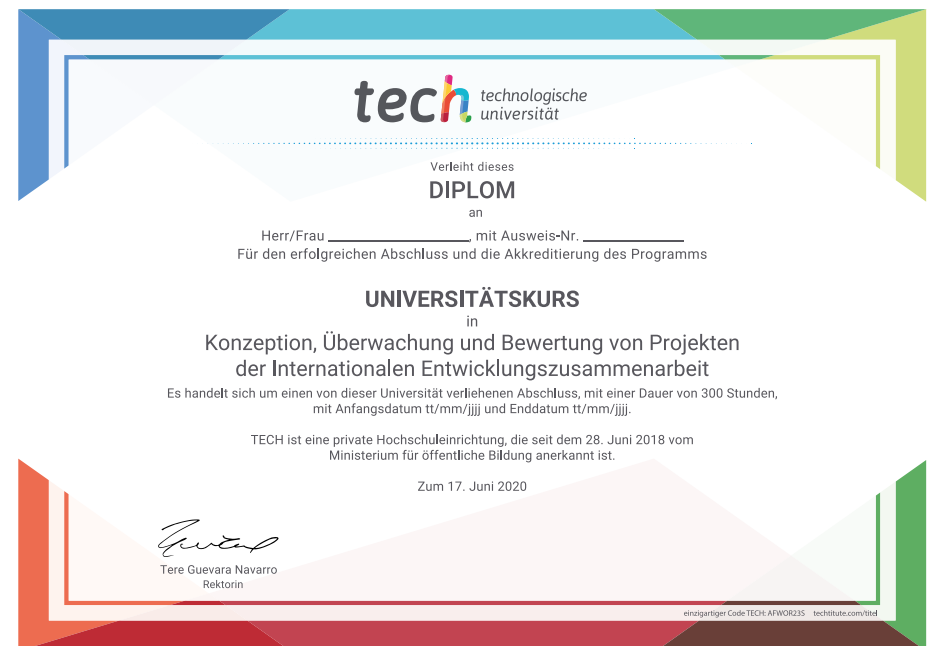 tech technologische
universität
Verleiht dieses
DIPLOM
an
Herr/Frau ____________, mit Ausweis-Nr. ____________
Für den erfolgreichen Abschluss und die Akkreditierung des Programms
UNIVERSITÄTSKURS
in
Konzeption, Überwachung und Bewertung von Projekten
der Internationalen Entwicklungszusammenarbeit
Es handelt sich um einen von dieser Universität verliehenen Abschluss, mit einer Dauer von 300 Stunden,
mit Anfangsdatum tt/mm/jjjj und Enddatum tt/mm/jjjj.
TECH ist eine private Hochschuleinrichtung, die seit dem 28. Juni 2018 vom
Ministerium für öffentliche Bildung anerkannt ist.
Zum 17. Juni 2020
Tere Guevara Navarro
Rektorin
einzigartiger Code TECH: AFWOR23S techtitute.com/titel